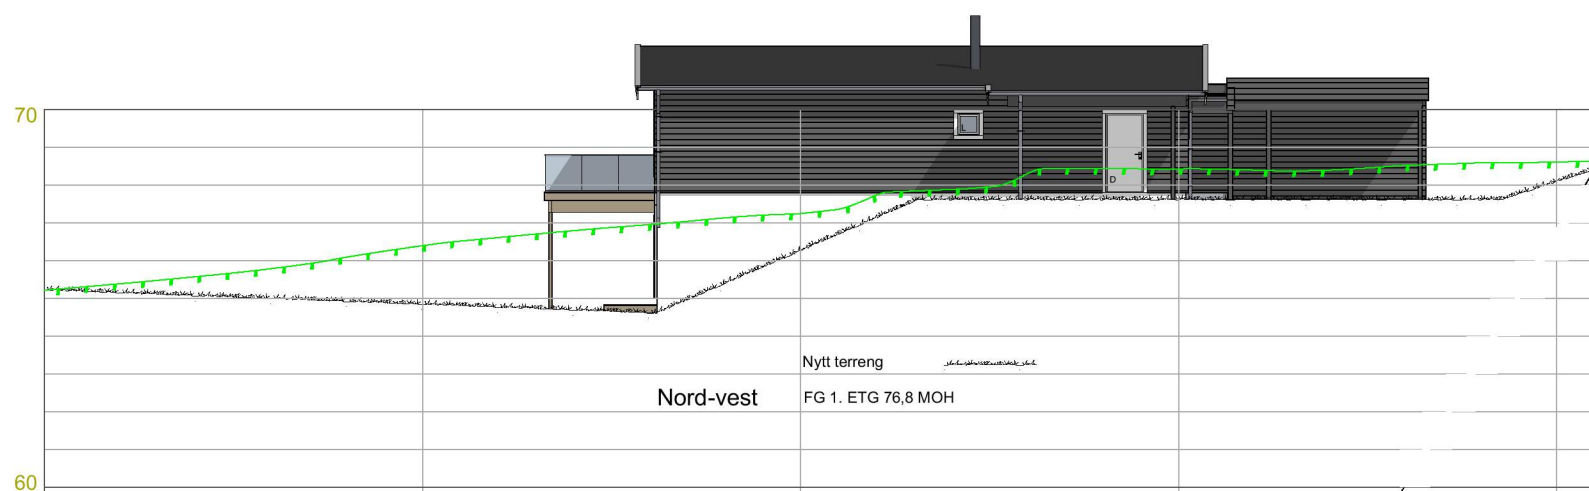 70
D
Nytt terreng
Nord-vest
FG 1. ETG 76,8 MOH
60